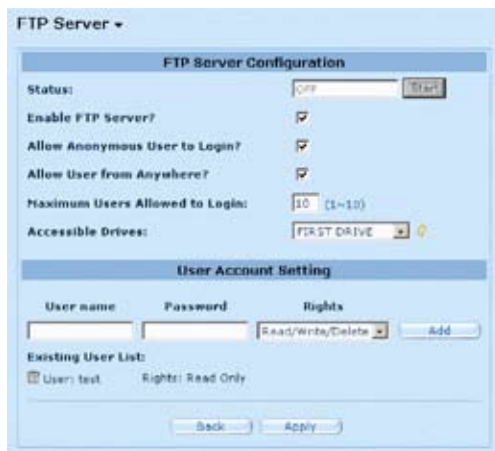 FTP Server
FTP Server Configuration
Status: OFF Start
Enable FTP Server?
Allow Anonymous User to Login?
Allow User from Anywhere?
Maximum Users Allowed to Login: 10 (1~10)
Accessible Drives: FIRST DRIVE
User Account Setting
User name Password Rights
Read/Write/Delete Add
Existing User List:
User: test Rights: Read Only
Back Apply